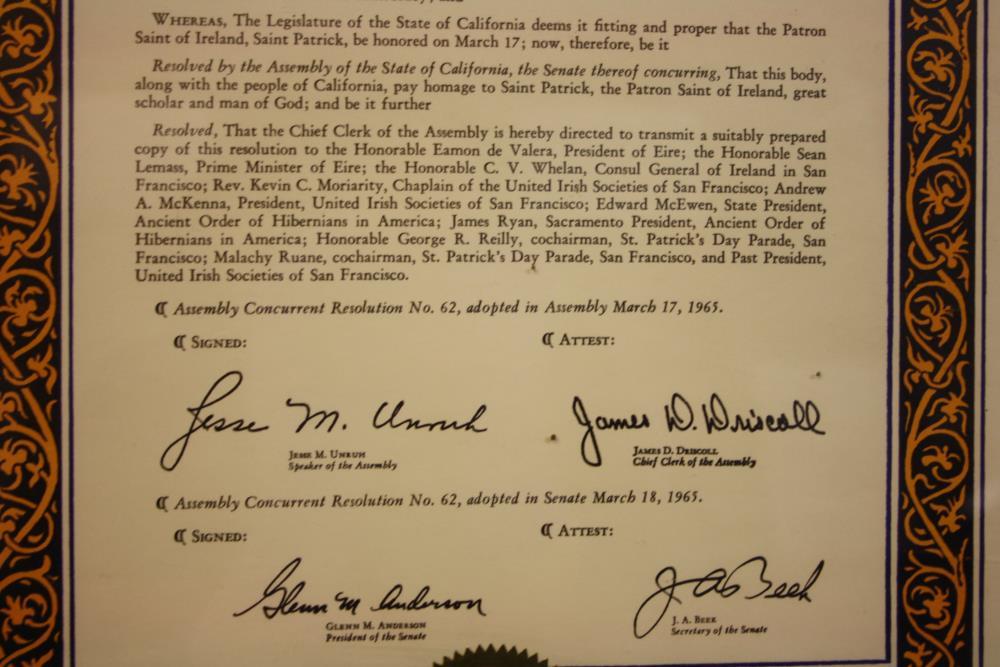 WHEREAS, The Legislature of the State of California deems it fitting and proper that the Patron
Saint of Ireland, Saint Patrick, be honored on March 17; now, therefore, be it
Resolved by the Assembly of the State of California, the Senate thereof concurring, That this body,
along with the people of California, pay homage to Saint Patrick, the Patron Saint of Ireland, great
scholar and man of God; and be it further
Resolved, That the Chief Clerk of the Assembly is hereby directed to transmit a suitably prepared
copy of this resolution to the Honorable Eamon de Valera, President of Eire; the Honorable Sean
Lemass, Prime Minister of Eire; the Honorable C. V. Whelan, Consul General of Ireland in San
Francisco; Rev. Kevin C. Moriarity, Chaplain of the United Irish Societies of San Francisco; Andrew
A. McKenna, President, United Irish Societies of San Francisco; Edward McEwen, State President,
Ancient Order of Hibernians in America; James Ryan, Sacramento President, Ancient Order of
Hibernians in America; Honorable George R. Reilly, cochairman, St. Patrick's Day Parade, San
Francisco; Malachy Ruane, cochairman, St. Patrick's Day Parade, San Francisco, and Past President,
United Irish Societies of San Francisco.
Assembly Concurrent Resolution No. 62, adopted in Assembly March 17, 1965.
SIGNED: ATTEST:
Jesse M. Unruh James D. Driscoll
JESSE M. UNRUH JAMES D. DRISCOLL
Speaker of the Assembly Chief Clerk of the Assembly
Assembly Concurrent Resolution No. 62, adopted in Senate March 18, 1965.
SIGNED: ATTEST:
Glenn M Anderson J A Beek
GLENN M. ANDERSON J. A. BEEK
President of the Senate Secretary of the Senate